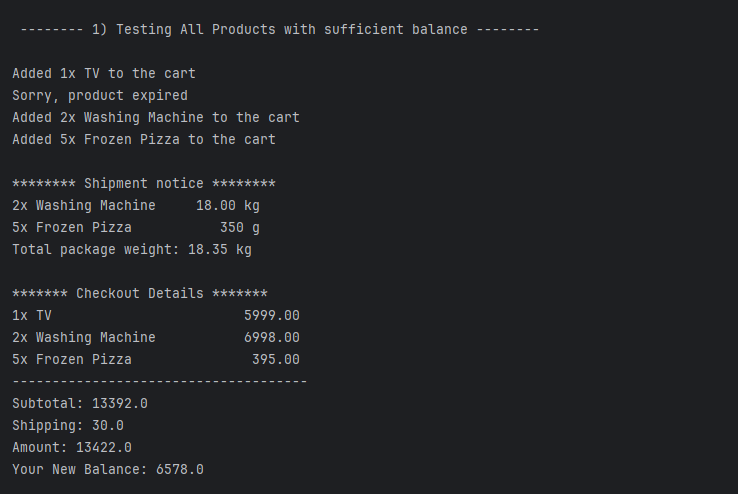 -------- 1) Testing All Products with sufficient balance --------
Added 1x TV to the cart
Sorry, product expired
Added 2x Washing Machine to the cart
Added 5x Frozen Pizza to the cart
******** Shipment notice ********
2x Washing Machine     18.00 kg
5x Frozen Pizza           350 g
Total package weight: 18.35 kg
******* Checkout Details *******
1x TV                        5999.00
2x Washing Machine           6998.00
5x Frozen Pizza               395.00
-------------------------------------
Subtotal: 13392.0
Shipping: 30.0
Amount: 13422.0
Your New Balance: 6578.0